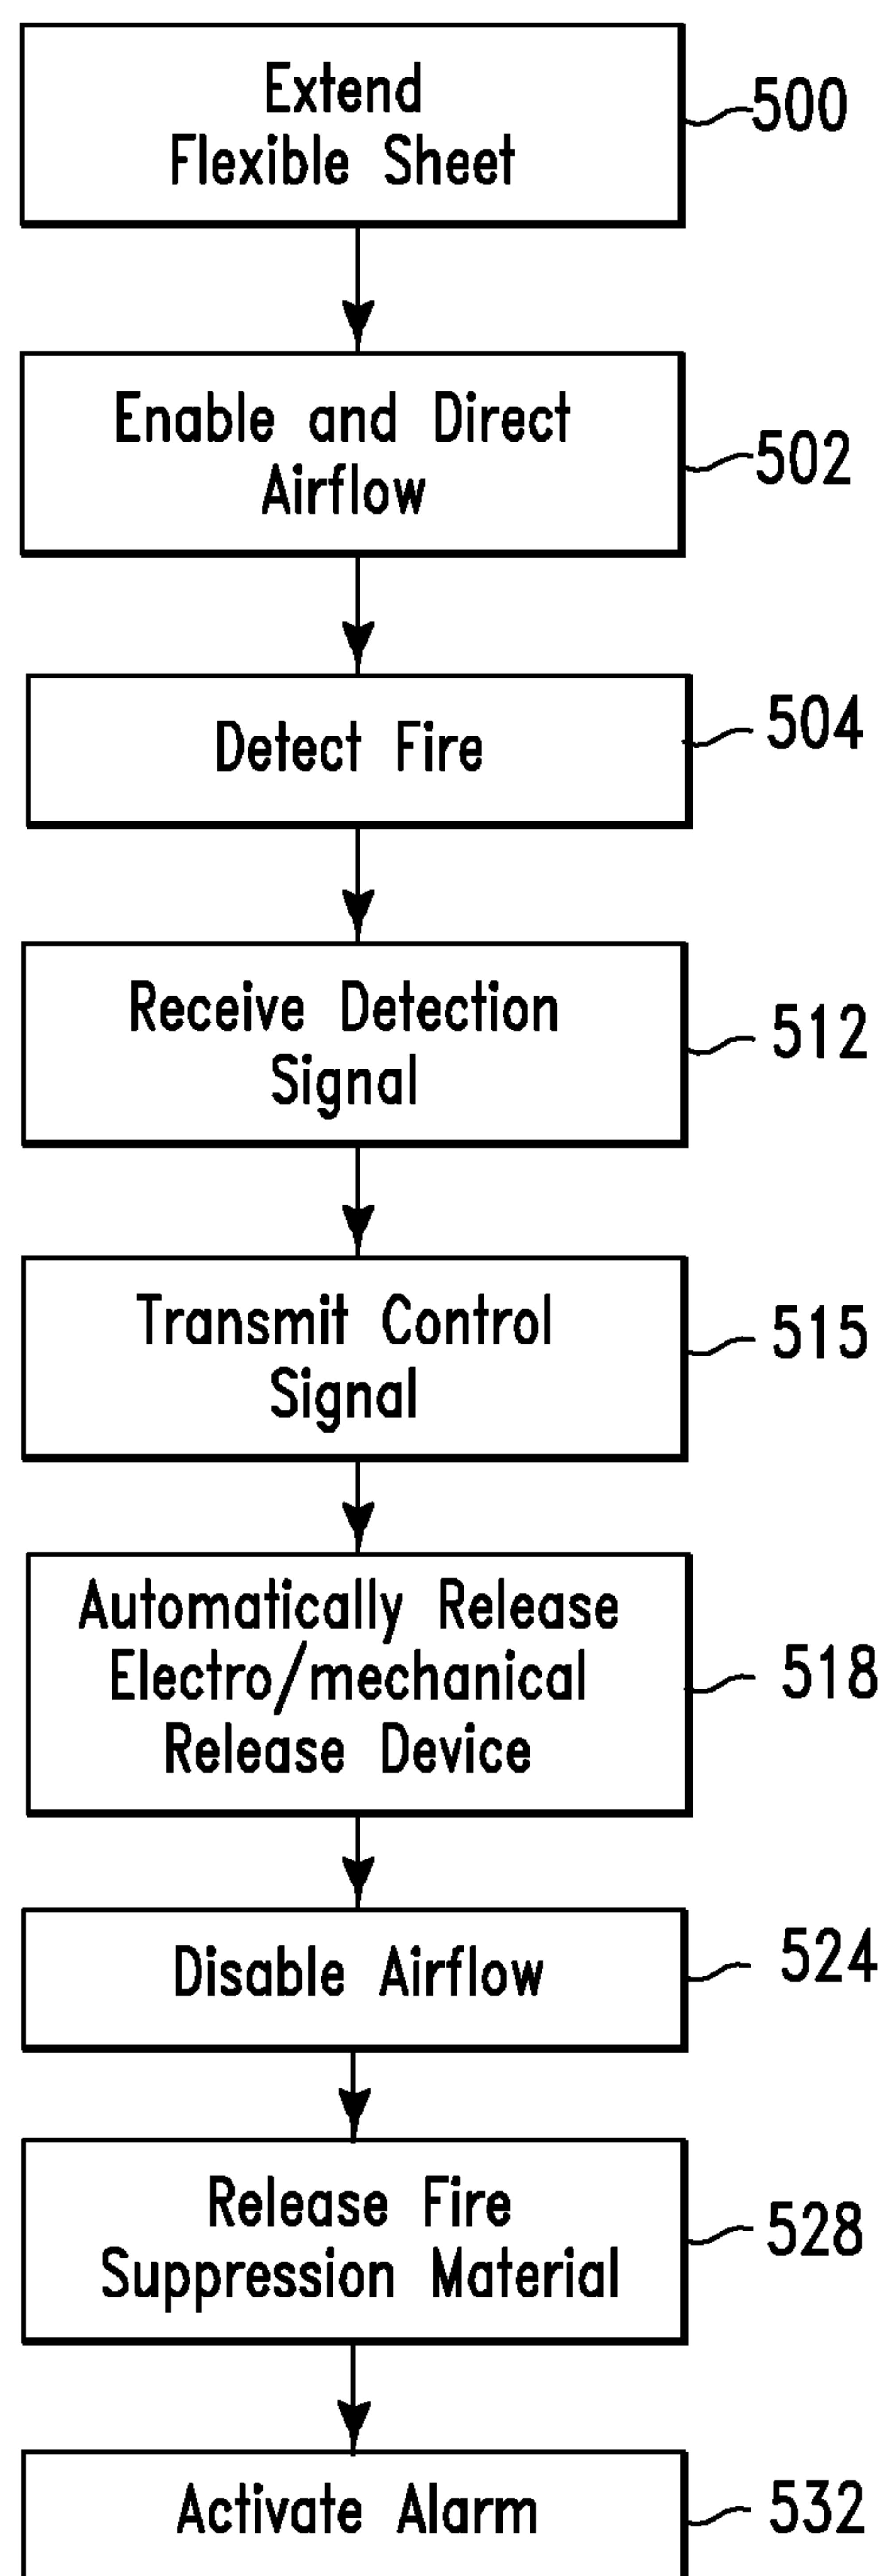 Extend
Flexible Sheet
500
Enable and Direct
Airflow
502
Detect Fire
504
Receive Detection
Signal
512
Transmit Control
Signal
515
Automatically Release
Electro/mechanical
Release Device
518
Disable Airflow
524
Release Fire
Suppression Material
528
Activate Alarm
532